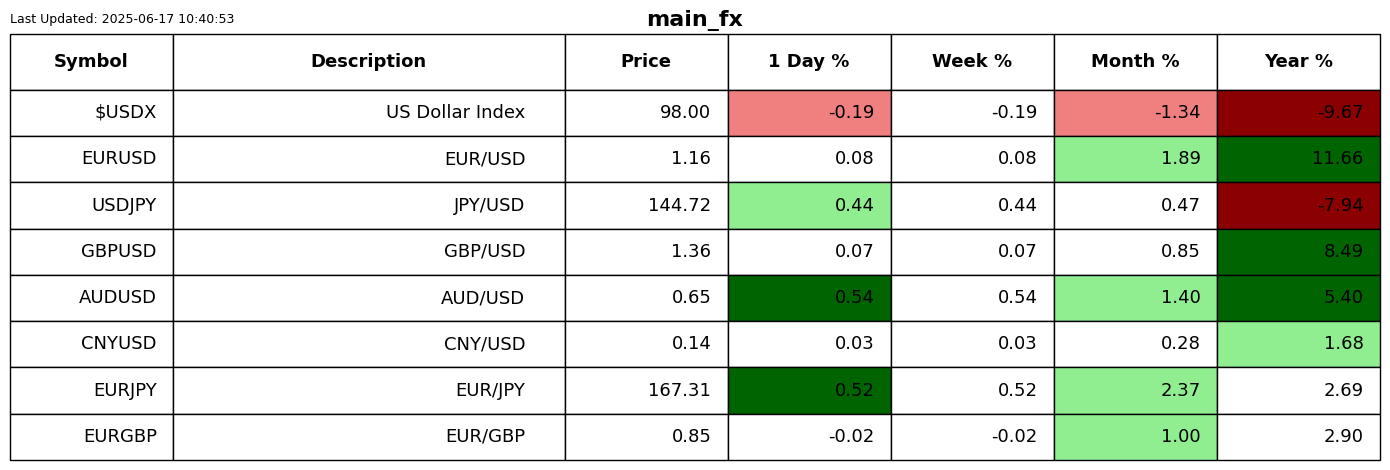 Last Updated: 2025-06-17 10:40:53
main_fx
Symbol Description Price 1 Day % Week % Month % Year %
$USDX US Dollar Index 98.00 -0.19 -0.19 -1.34 -9.67
EURUSD EUR/USD 1.16 0.08 0.08 1.89 11.66
USDJPY JPY/USD 144.72 0.44 0.44 0.47 -7.94
GBPUSD GBP/USD 1.36 0.07 0.07 0.85 8.49
AUDUSD AUD/USD 0.65 0.54 0.54 1.40 5.40
CNYUSD CNY/USD 0.14 0.03 0.03 0.28 1.68
EURJPY EUR/JPY 167.31 0.52 0.52 2.37 2.69
EURGBP EUR/GBP 0.85 -0.02 -0.02 1.00 2.90